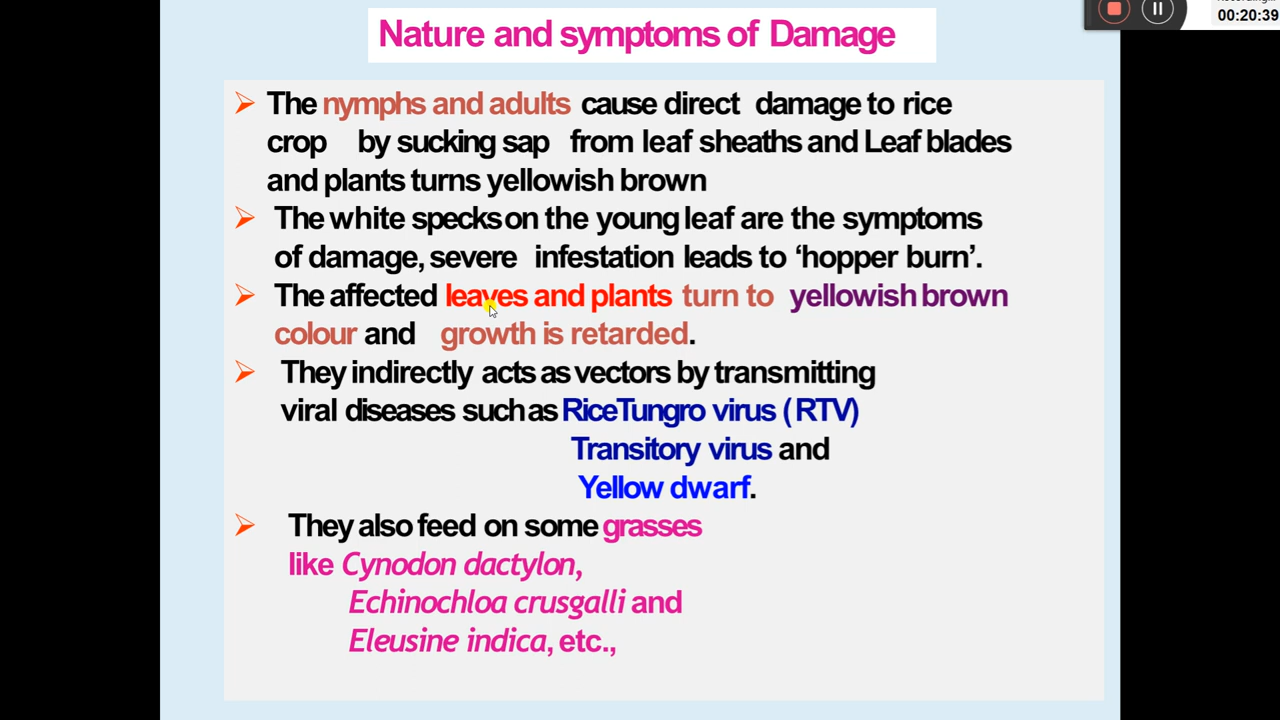 Nature and symptoms of Damage
00:20:39
The nymphs and adults cause direct damage to rice
crop by sucking sap from leaf sheaths and Leaf blades
and plants turns yellowish brown
The white specks on the young leaf are the symptoms
of damage, severe infestation leads to ‘hopper burn’.
The affected leaves and plants turn to yellowish brown
colour and growth is retarded.
They indirectly acts as vectors by transmitting
viral diseases such as Rice Tungro virus ( RTV)
Transitory virus and
Yellow dwarf.
They also feed on some grasses
like Cynodon dactylon,
Echinochloa crusgalli and
Eleusine indica, etc.,